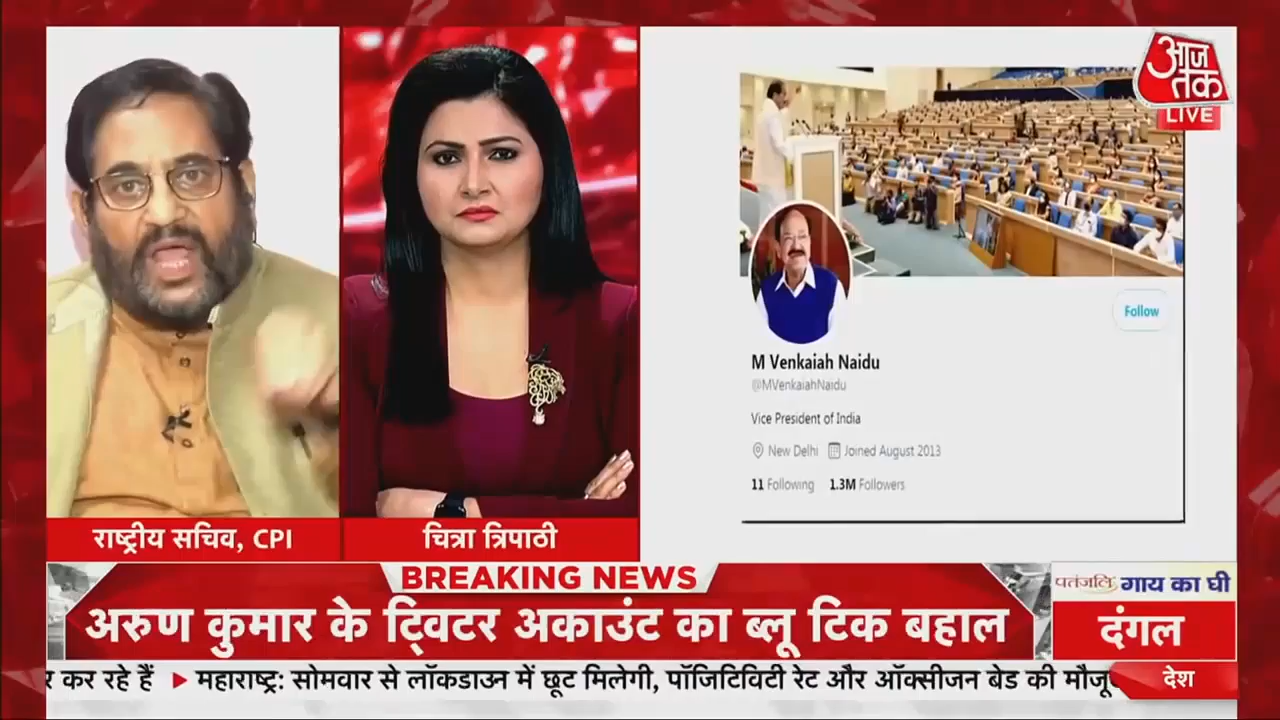 आज
तक
LIVE
Follow
M Venkaiah Naidu
@MVenkaiahNaidu
Vice President of India
New Delhi Joined August 2013
11 Following 1.3M Followers
राष्ट्रीय सचिव, CPI
चित्रा त्रिपाठी
BREAKING NEWS
अरुण कुमार के ट्विटर अकाउंट का ब्लू टिक बहाल
पतंजलि गाय का घी
दंगल
र कर रहे हैं महाराष्ट्र: सोमवार से लॉकडाउन में छूट मिलेगी, पॉजिटिविटी रेट और ऑक्सीजन बेड की मौजू
देश